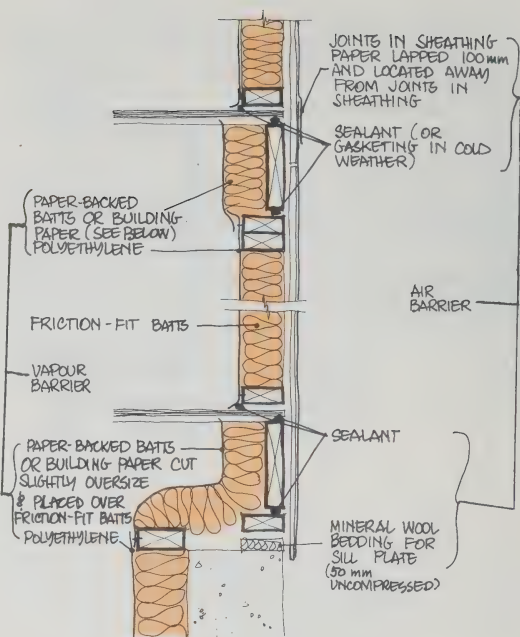 JOINTS IN SHEATHING
PAPER LAPPED 100mm
AND LOCATED AWAY
FROM JOINTS IN
SHEATHING
SEALANT (OR
GASKETING IN COLD
WEATHER)
PAPER-BACKED
BATTS OR BUILDING
PAPER (SEE BELOW)
POLYETHYLENE
AIR
BARRIER
FRICTION-FIT BATTS
VAPOUR
BARRIER
SEALANT
PAPER-BACKED BATTS
OR BUILDING PAPER CUT
SLIGHTLY OVERSIZE
& PLACED OVER
FRICTION-FIT BATTS
POLYETHYLENE
MINERAL WOOL
BEDDING FOR
SILL PLATE
(50 mm
UNCOMPRESSED)